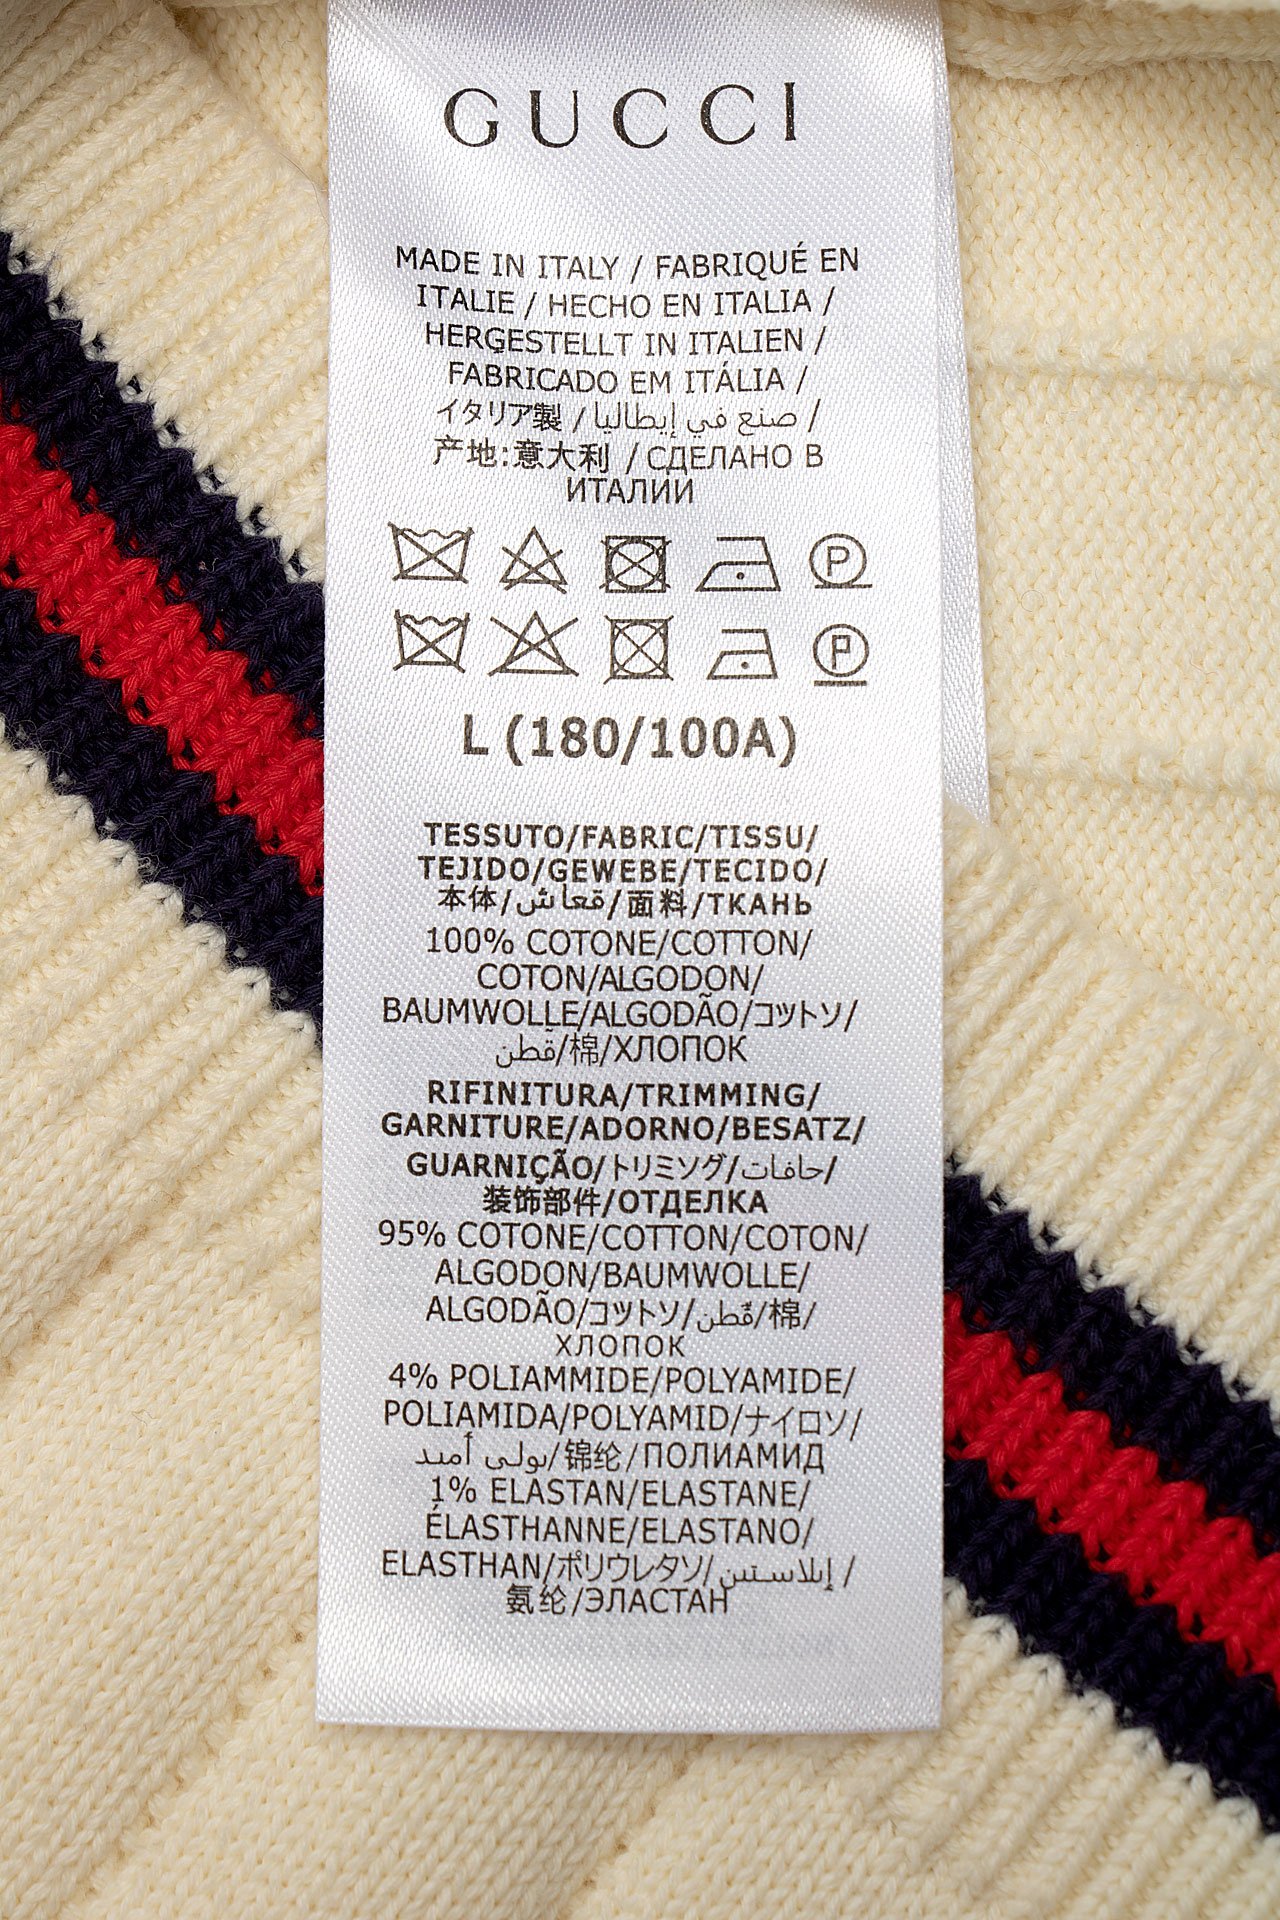 GUCCI
MADE IN ITALY / FABRIQUÉ EN
ITALIE / HECHO EN ITALIA /
HERGESTELLT IN ITALIEN /
FABRICADO EM ITÁLIA /
イタリア製 / صنع في إيطاليا /
产地:意大利 / СДЕЛАНО В
ИТАЛИИ
P
P
L (180/100A)
TESSUTO/FABRIC/TISSU/
TEJIDO/GEWEBE/TECIDO/
本体/قماش/面料/ТКАНЬ
100% COTONE/COTTON/
COTON/ALGODON/
BAUMWOLLE/ALGODÃO/コットソ/
قطن/棉/ХЛОПОК
RIFINITURA/TRIMMING/
GARNITURE/ADORNO/BESATZ/
GUARNIÇÃO/トリミソグ/حافات/
装饰部件/ОТДЕЛКА
95% COTONE/COTTON/COTON/
ALGODON/BAUMWOLLE/
ALGODÃO/コットソ/قطن/棉/
ХЛОПОК
4% POLIAMMIDE/POLYAMIDE/
POLIAMIDA/POLYAMID/ナイロソ/
بولي أميد/锦纶/ПОЛИАМИД
1% ELASTAN/ELASTANE/
ÉLASTHANNE/ELASTANO/
ELASTHAN/ポリウレタソ/إيلاستين /
氨纶/ЭЛАСТАН